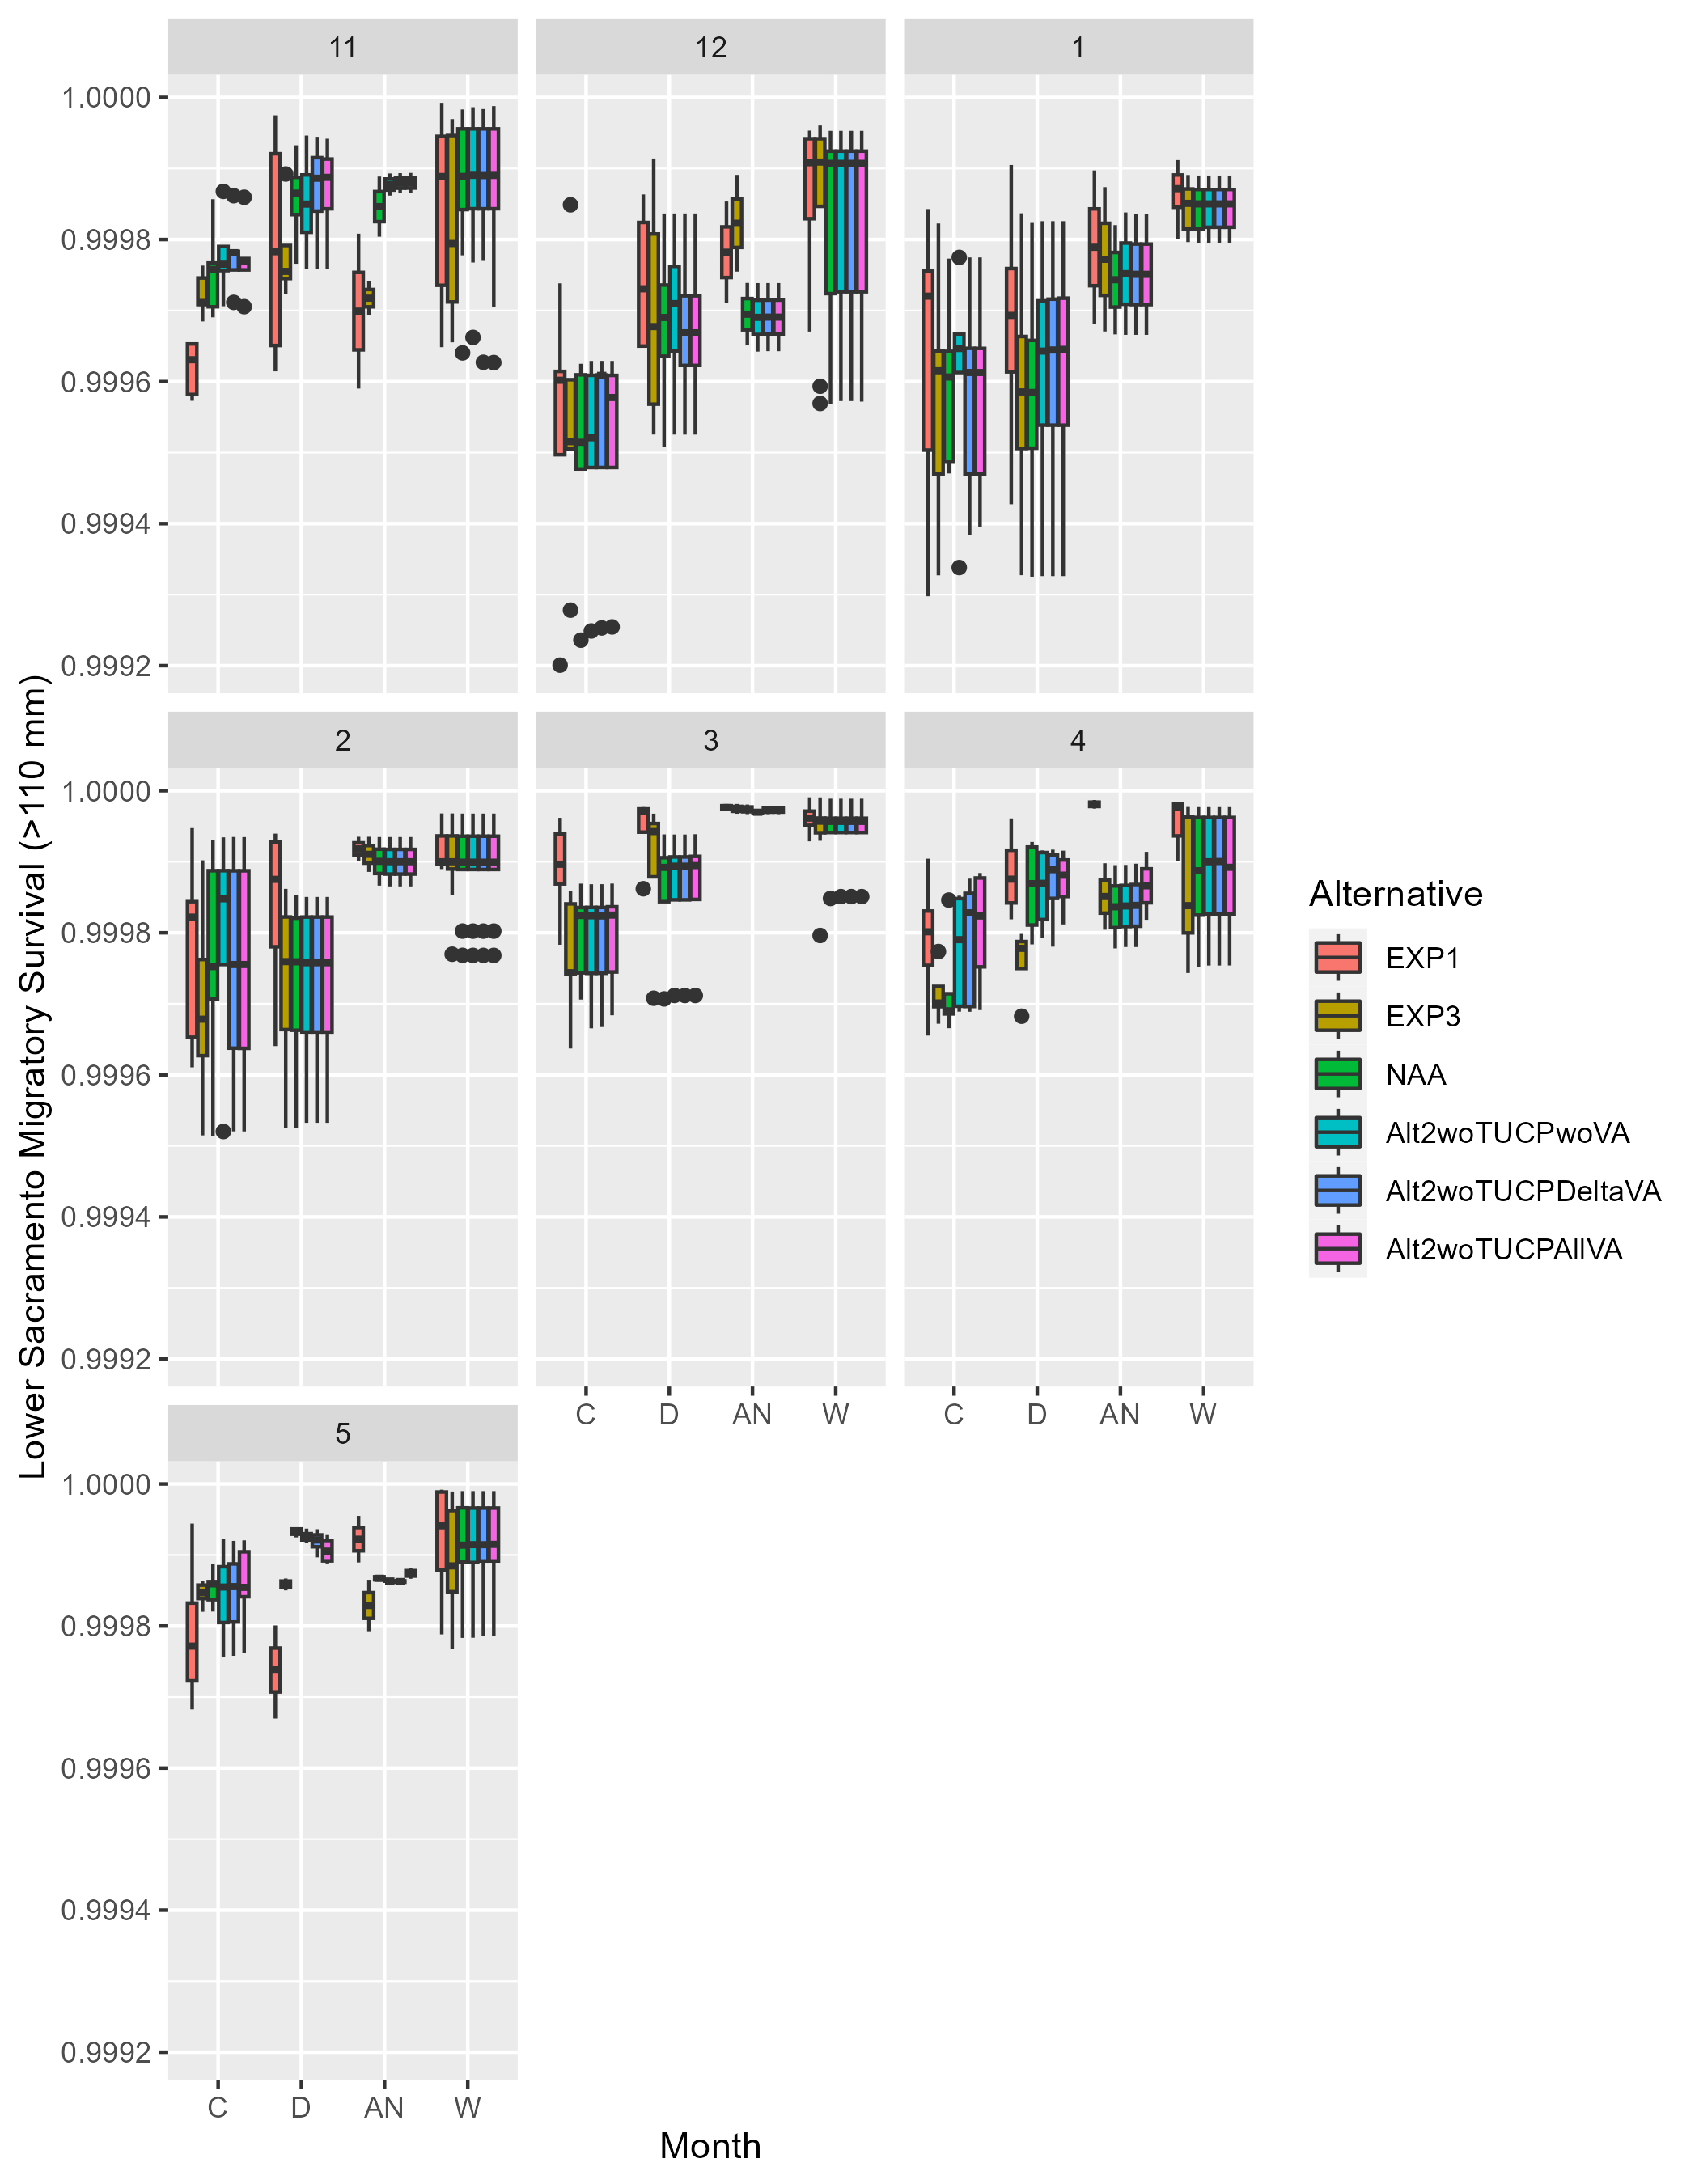 11
12
1
1.0000
0.9998
0.9996
0.9994
0.9992
2
3
4
1.0000
0.9998
0.9996
0.9994
0.9992
C D AN W
C D AN W
5
1.0000
0.9998
0.9996
0.9994
0.9992
C D AN W
Month
Lower Sacramento Migratory Survival (>110 mm)
Alternative
EXP1
EXP3
NAA
Alt2woTUCPwoVA
Alt2woTUCPDeltaVA
Alt2woTUCPAllVA